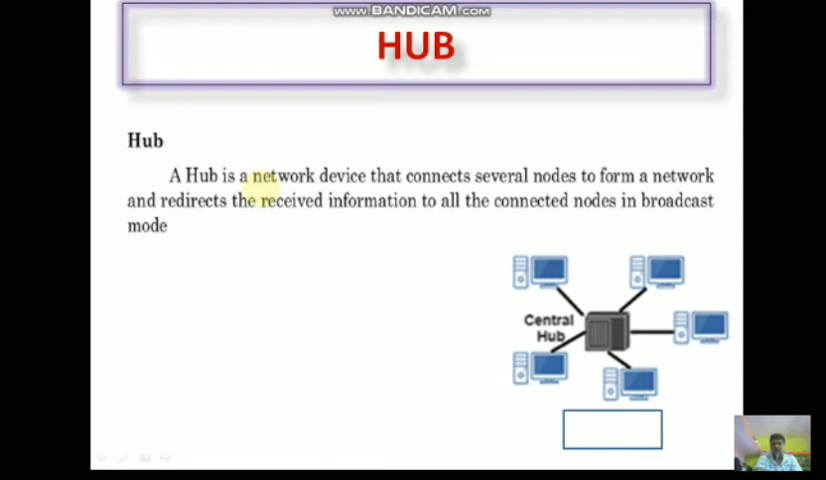 WWW.BANDICAM.COM
HUB
Hub
A Hub is a network device that connects several nodes to form a network
and redirects the received information to all the connected nodes in broadcast
mode
Central
Hub